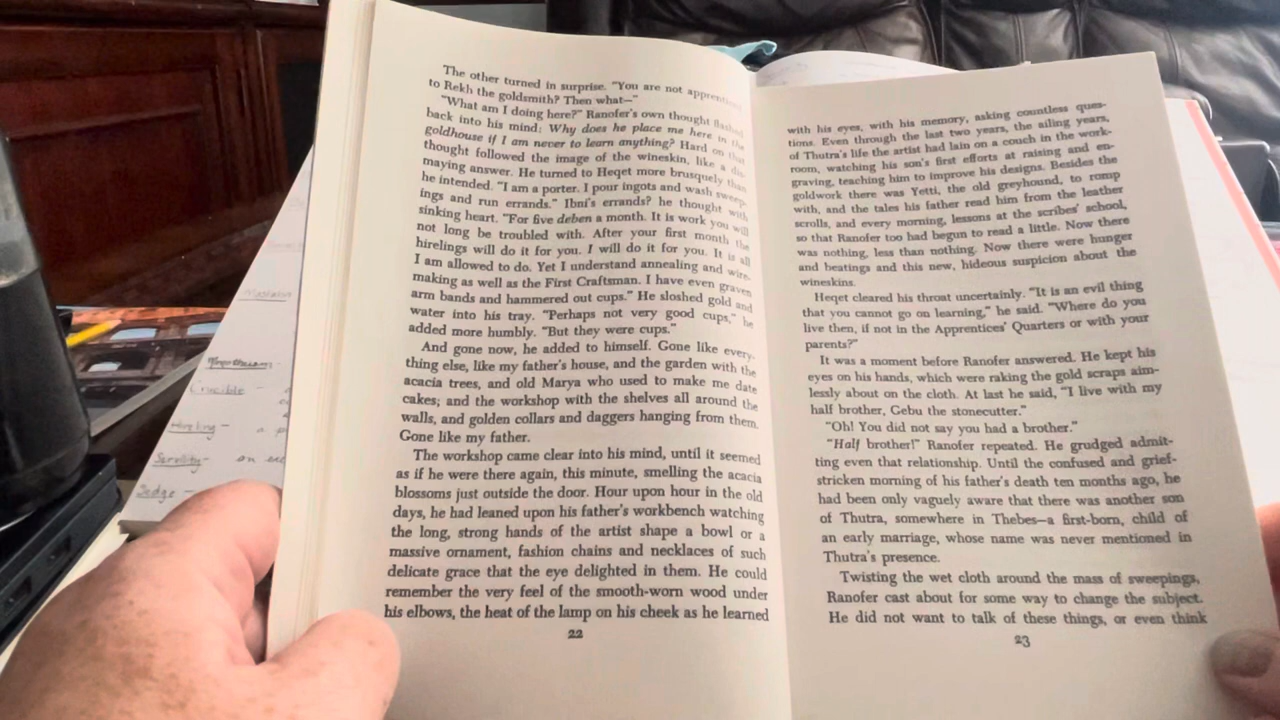 The other turned in surprise. "You are not
to Rekh the goldsmith? Then what—"
"What am I doing here?" Ranofer's own thought flashed
back into his mind: Why does he place me here in the
goldhouse if I am never to learn anything? Hard on that
thought followed the image of the wineskin, like a dis-
maying answer. He turned to Heqet more brusquely than
he intended. "I am a porter. I pour ingots and wash sweep-
ings and run errands." Ibni's errands? he thought with
sinking heart. "For five deben a month. It is work you will
not long be troubled with. After your first month the
hirelings will do it for you. I will do it for you. It is all
I am allowed to do. Yet I understand annealing and wire-
making as well as the First Craftsman. I have even graven
arm bands and hammered out cups." He sloshed gold and
water into his tray. "Perhaps not very good cups," he
added more humbly. "But they were cups."
And gone now, he added to himself. Gone like every-
thing else, like my father's house, and the garden with the
acacia trees, and old Marya who used to make me date
cakes; and the workshop with the shelves all around the
walls, and golden collars and daggers hanging from them.
Gone like my father.
The workshop came clear into his mind, until it seemed
as if he were there again, this minute, smelling the acacia
blossoms just outside the door. Hour upon hour in the old
days, he had leaned upon his father's workbench watching
the long, strong hands of the artist shape a bowl or a
massive ornament, fashion chains and necklaces of such
delicate grace that the eye delighted in them. He could
remember the very feel of the smooth-worn wood under
his elbows, the heat of the lamp on his cheek as he learned
22
with his eyes, with his memory, asking countless ques-
tions. Even through the last two years, the ailing years,
of Thutra's life the artist had lain on a couch in the work-
room, watching his son's first efforts at raising and en-
graving, teaching him to improve his designs. Besides the
goldwork there was Yetti, the old greyhound, to romp
with, and the tales his father read him from the leather
scrolls, and every morning, lessons at the scribes' school,
so that Ranofer too had begun to read a little. Now there
was nothing, less than nothing. Now there were hunger
and beatings and this new, hideous suspicion about the
wineskins.
Heqet cleared his throat uncertainly. "It is an evil thing
that you cannot go on learning," he said. "Where do you
live then, if not in the Apprentices' Quarters or with your
parents?"
It was a moment before Ranofer answered. He kept his
eyes on his hands, which were raking the gold scraps aim-
lessly about on the cloth. At last he said, "I live with my
half brother, Gebu the stonecutter."
"Oh! You did not say you had a brother."
"Half brother!" Ranofer repeated. He grudged admit-
ting even that relationship. Until the confused and grief-
stricken morning of his father's death ten months ago, he
had been only vaguely aware that there was another son
of Thutra, somewhere in Thebes—a first-born, child of
an early marriage, whose name was never mentioned in
Thutra's presence.
Twisting the wet cloth around the mass of sweepings,
Ranofer cast about for some way to change the subject.
He did not want to talk of these things, or even think
23
Crucible -
Hireling -
Sedge -